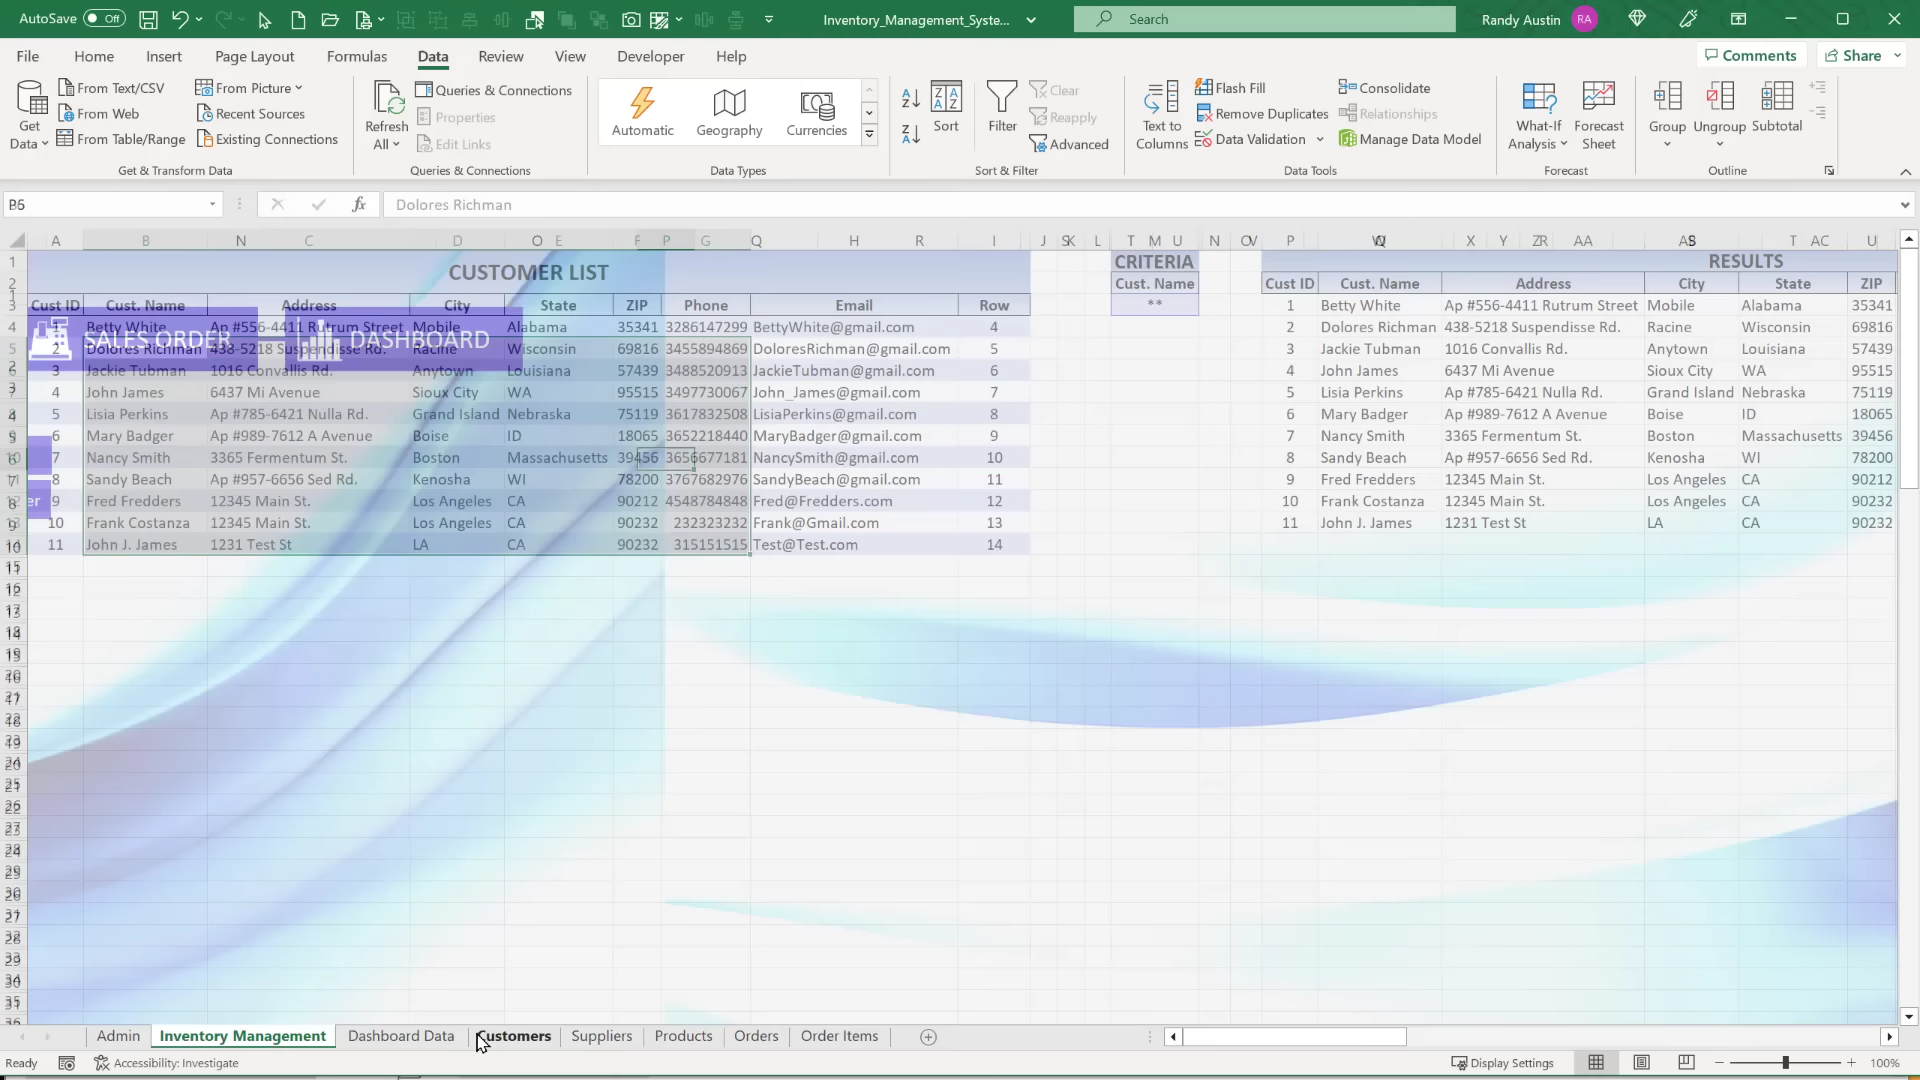 AutoSave Off Inventory_Management_Syste... Search Randy Austin RA
File Home Insert Page Layout Formulas Data Review View Developer Help Comments Share
Get Data From Text/CSV From Web From Table/Range From Picture Recent Sources Existing Connections
Refresh All Queries & Connections Properties Edit Links
Automatic Geography Currencies
Sort Filter Clear Reapply Advanced
Text to Columns Flash Fill Remove Duplicates Data Validation Consolidate Relationships Manage Data Model
What-If Analysis Forecast Sheet Group Ungroup Subtotal
Get & Transform Data Queries & Connections Data Types Sort & Filter Data Tools Forecast Outline
B5 fx Dolores Richman
CUSTOMER LIST CRITERIA RESULTS
Cust. Name Cust ID Cust. Name Address City State ZIP
Cust ID Cust. Name Address City State ZIP Phone Email Row ** 1 Betty White Ap #556-4411 Rutrum Street Mobile Alabama 35341
1 Betty White Ap #556-4411 Rutrum Street Mobile Alabama 35341 3286147299 BettyWhite@gmail.com 4 2 Dolores Richman 438-5218 Suspendisse Rd. Racine Wisconsin 69816
SALES ORDER DASHBOARD
2 Dolores Richman 438-5218 Suspendisse Rd. Racine Wisconsin 69816 3455894869 DoloresRichman@gmail.com 5 3 Jackie Tubman 1016 Convallis Rd. Anytown Louisiana 57439
3 Jackie Tubman 1016 Convallis Rd. Anytown Louisiana 57439 3488520913 JackieTubman@gmail.com 6 4 John James 6437 Mi Avenue Sioux City WA 95515
4 John James 6437 Mi Avenue Sioux City WA 95515 3497730067 John_James@gmail.com 7 5 Lisia Perkins Ap #785-6421 Nulla Rd. Grand Island Nebraska 75119
5 Lisia Perkins Ap #785-6421 Nulla Rd. Grand Island Nebraska 75119 3617832508 LisiaPerkins@gmail.com 8 6 Mary Badger Ap #989-7612 A Avenue Boise ID 18065
6 Mary Badger Ap #989-7612 A Avenue Boise ID 18065 3652218440 MaryBadger@gmail.com 9 7 Nancy Smith 3365 Fermentum St. Boston Massachusetts 39456
7 Nancy Smith 3365 Fermentum St. Boston Massachusetts 39456 3656677181 NancySmith@gmail.com 10 8 Sandy Beach Ap #957-6656 Sed Rd. Kenosha WI 78200
8 Sandy Beach Ap #957-6656 Sed Rd. Kenosha WI 78200 3767682976 SandyBeach@gmail.com 11 9 Fred Fredders 12345 Main St. Los Angeles CA 90212
er 9 Fred Fredders 12345 Main St. Los Angeles CA 90212 4548784848 Fred@Fredders.com 12 10 Frank Costanza 12345 Main St. Los Angeles CA 90232
10 Frank Costanza 12345 Main St. Los Angeles CA 90232 232323232 Frank@Gmail.com 13 11 John J. James 1231 Test St LA CA 90232
11 John J. James 1231 Test St LA CA 90232 315151515 Test@Test.com 14
Admin Inventory Management Dashboard Data Customers Suppliers Products Orders Order Items
Ready Accessibility: Investigate Display Settings 100%